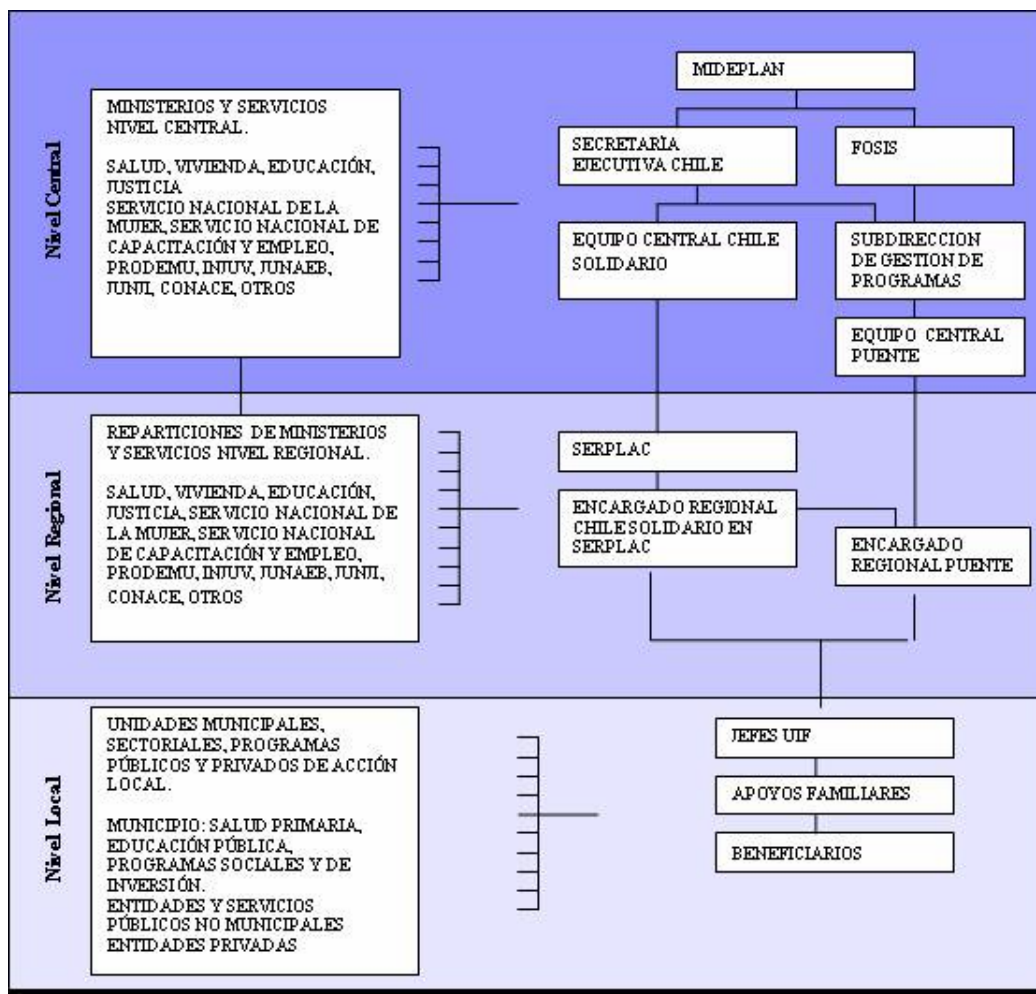 Nivel Central
MINISTERIOS Y SERVICIOS
NIVEL CENTRAL.
SALUD, VIVIENDA, EDUCACIÓN,
JUSTICIA
SERVICIO NACIONAL DE LA
MUJER, SERVICIO NACIONAL DE
CAPACITACIÓN Y EMPLEO,
PRODEMU, INJUV, JUNAEB,
JUNJI, CONACE, OTROS
MIDEPLAN
SECRETARÌA
EJECUTIVA CHILE
FOSIS
EQUIPO CENTRAL CHILE
SOLIDARIO
SUBDIRECCION
DE GESTIÓN DE
PROGRAMAS
EQUIPO CENTRAL
PUENTE
Nivel Regional
REPARTICIONES DE MINISTERIOS
Y SERVICIOS NIVEL REGIONAL.
SALUD, VIVIENDA, EDUCACIÓN,
JUSTICIA, SERVICIO NACIONAL DE
LA MUJER, SERVICIO NACIONAL
DE CAPACITACIÓN Y EMPLEO,
PRODEMU, INJUV, JUNAEB, JUNJI,
CONACE, OTROS
SERPLAC
ENCARGADO REGIONAL
CHILE SOLIDARIO EN
SERPLAC
ENCARGADO
REGIONAL PUENTE
Nivel Local
UNIDADES MUNICIPALES,
SECTORIALES, PROGRAMAS
PÚBLICOS Y PRIVADOS DE ACCIÓN
LOCAL.
MUNICIPIO: SALUD PRIMARIA,
EDUCACIÓN PÚBLICA,
PROGRAMAS SOCIALES Y DE
INVERSIÓN.
ENTIDADES Y SERVICIOS
PÚBLICOS NO MUNICIPALES
ENTIDADES PRIVADAS
JEFES UIF
APOYOS FAMILIARES
BENEFICIARIOS